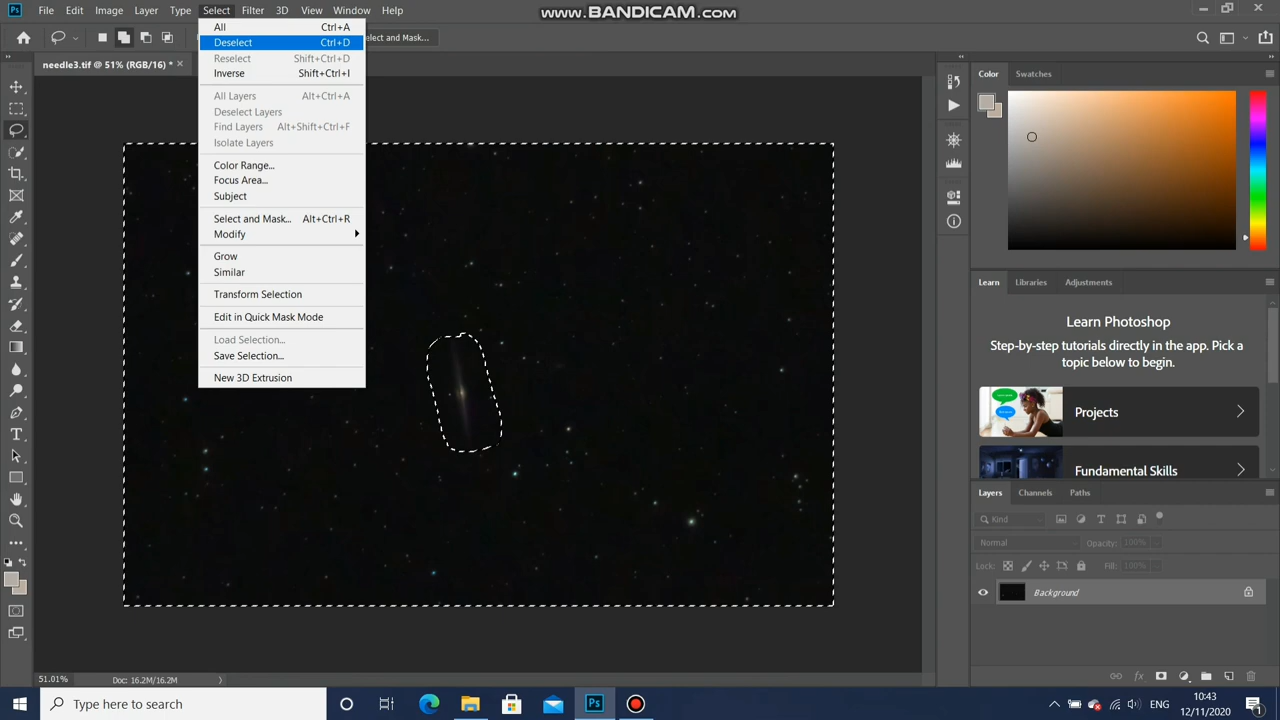 www.BANDICAM.com
Ps File Edit Image Layer Type Select Filter 3D View Window Help
elect and Mask...
needle3.tif @ 51% (RGB/16) *
All Ctrl+A
Deselect Ctrl+D
Reselect Shift+Ctrl+D
Inverse Shift+Ctrl+I
All Layers Alt+Ctrl+A
Deselect Layers
Find Layers Alt+Shift+Ctrl+F
Isolate Layers
Color Range...
Focus Area...
Subject
Select and Mask... Alt+Ctrl+R
Modify
Grow
Similar
Transform Selection
Edit in Quick Mask Mode
Load Selection...
Save Selection...
New 3D Extrusion
Color Swatches
Learn Libraries Adjustments
Learn Photoshop
Step-by-step tutorials directly in the app. Pick a
topic below to begin.
Projects
Fundamental Skills
Layers Channels Paths
Kind
Normal Opacity: 100%
Lock: Fill: 100%
Background
51.01% Doc: 16.2M/16.2M
Type here to search
Ps
ENG
10:43
12/11/2020
1